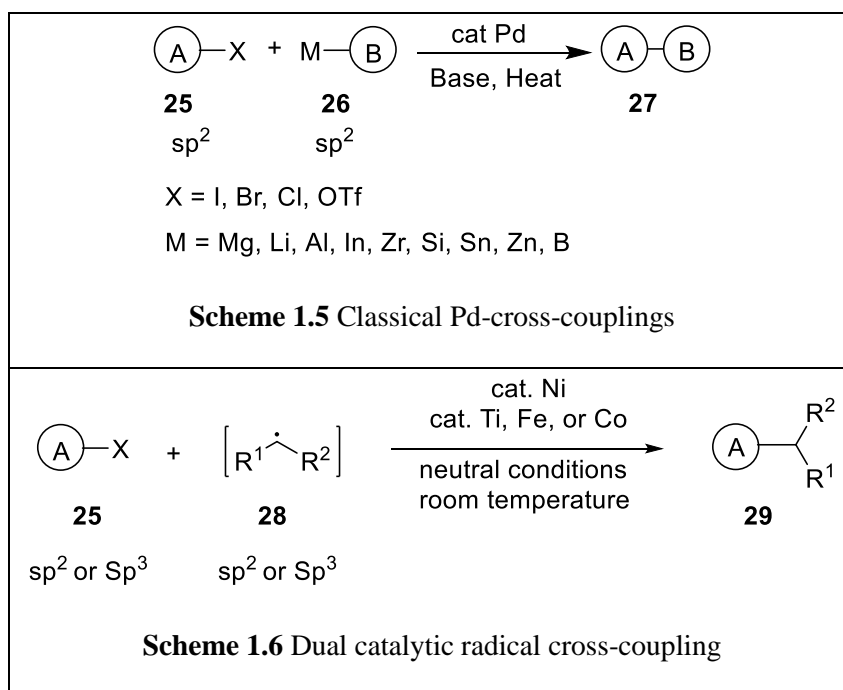 A X + M B cat Pd A B
Base, Heat
25 26 27
sp² sp²
X = I, Br, Cl, OTf
M = Mg, Li, Al, In, Zr, Si, Sn, Zn, B
Scheme 1.5 Classical Pd-cross-couplings
cat. Ni
cat. Ti, Fe, or Co
A X + [R¹ · R²] A R² R¹
neutral conditions
room temperature
25 28 29
sp² or Sp³ sp² or Sp³
Scheme 1.6 Dual catalytic radical cross-coupling